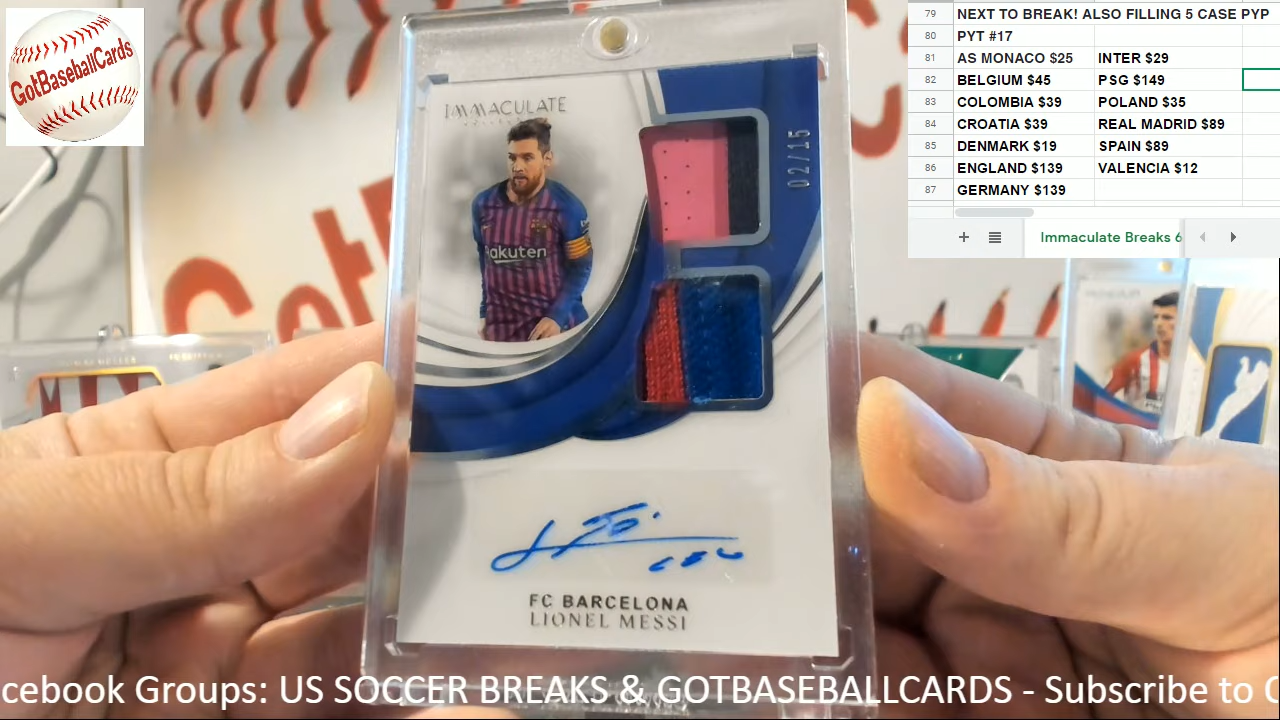 GotBaseballCards
79 NEXT TO BREAK! ALSO FILLING 5 CASE PYP
80 PYT #17
81 AS MONACO $25 INTER $29
82 BELGIUM $45 PSG $149
83 COLOMBIA $39 POLAND $35
84 CROATIA $39 REAL MADRID $89
85 DENMARK $19 SPAIN $89
86 ENGLAND $139 VALENCIA $12
87 GERMANY $139
Immaculate Breaks 6
IMMACULATE
02/15
Rakuten
FC BARCELONA
LIONEL MESSI
cebook Groups: US SOCCER BREAKS & GOTBASEBALLCARDS - Subscribe to